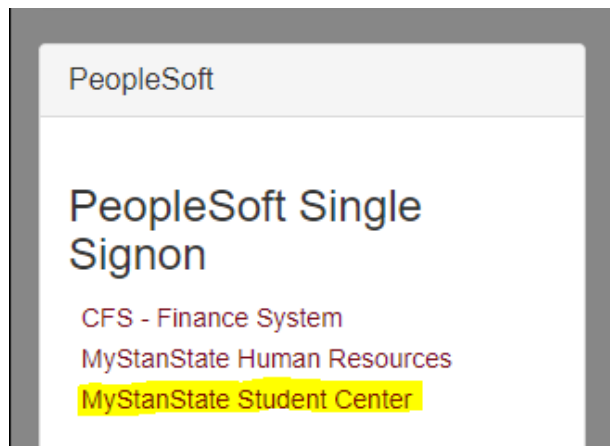 PeopleSoft
PeopleSoft Single
Signon
CFS - Finance System
MyStanState Human Resources
MyStanState Student Center